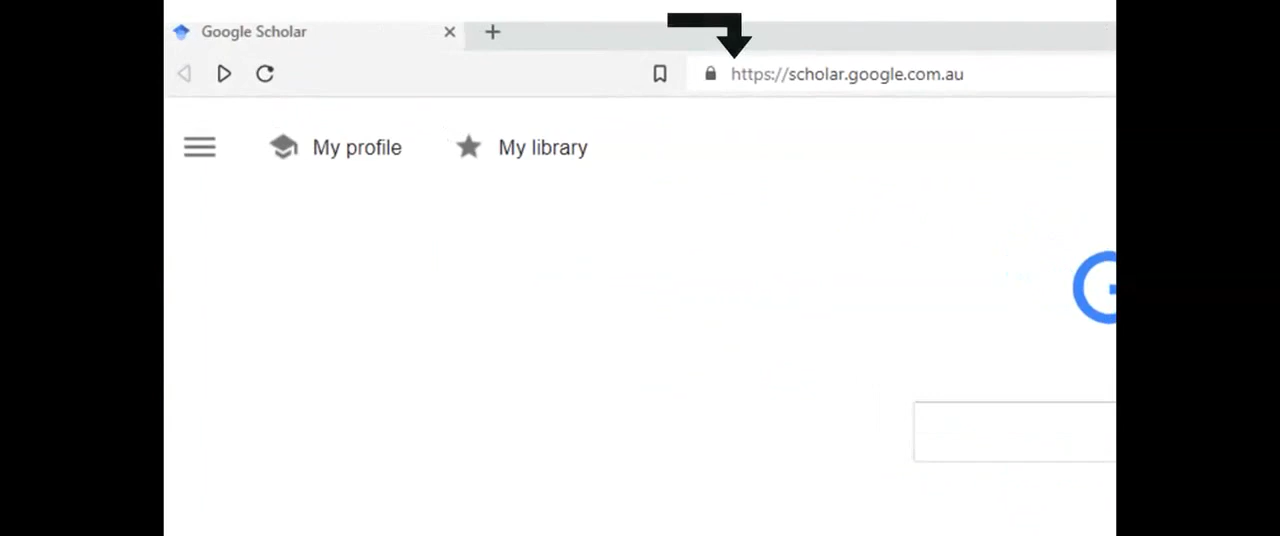 Google Scholar
https://scholar.google.com.au
My profile
My library
G